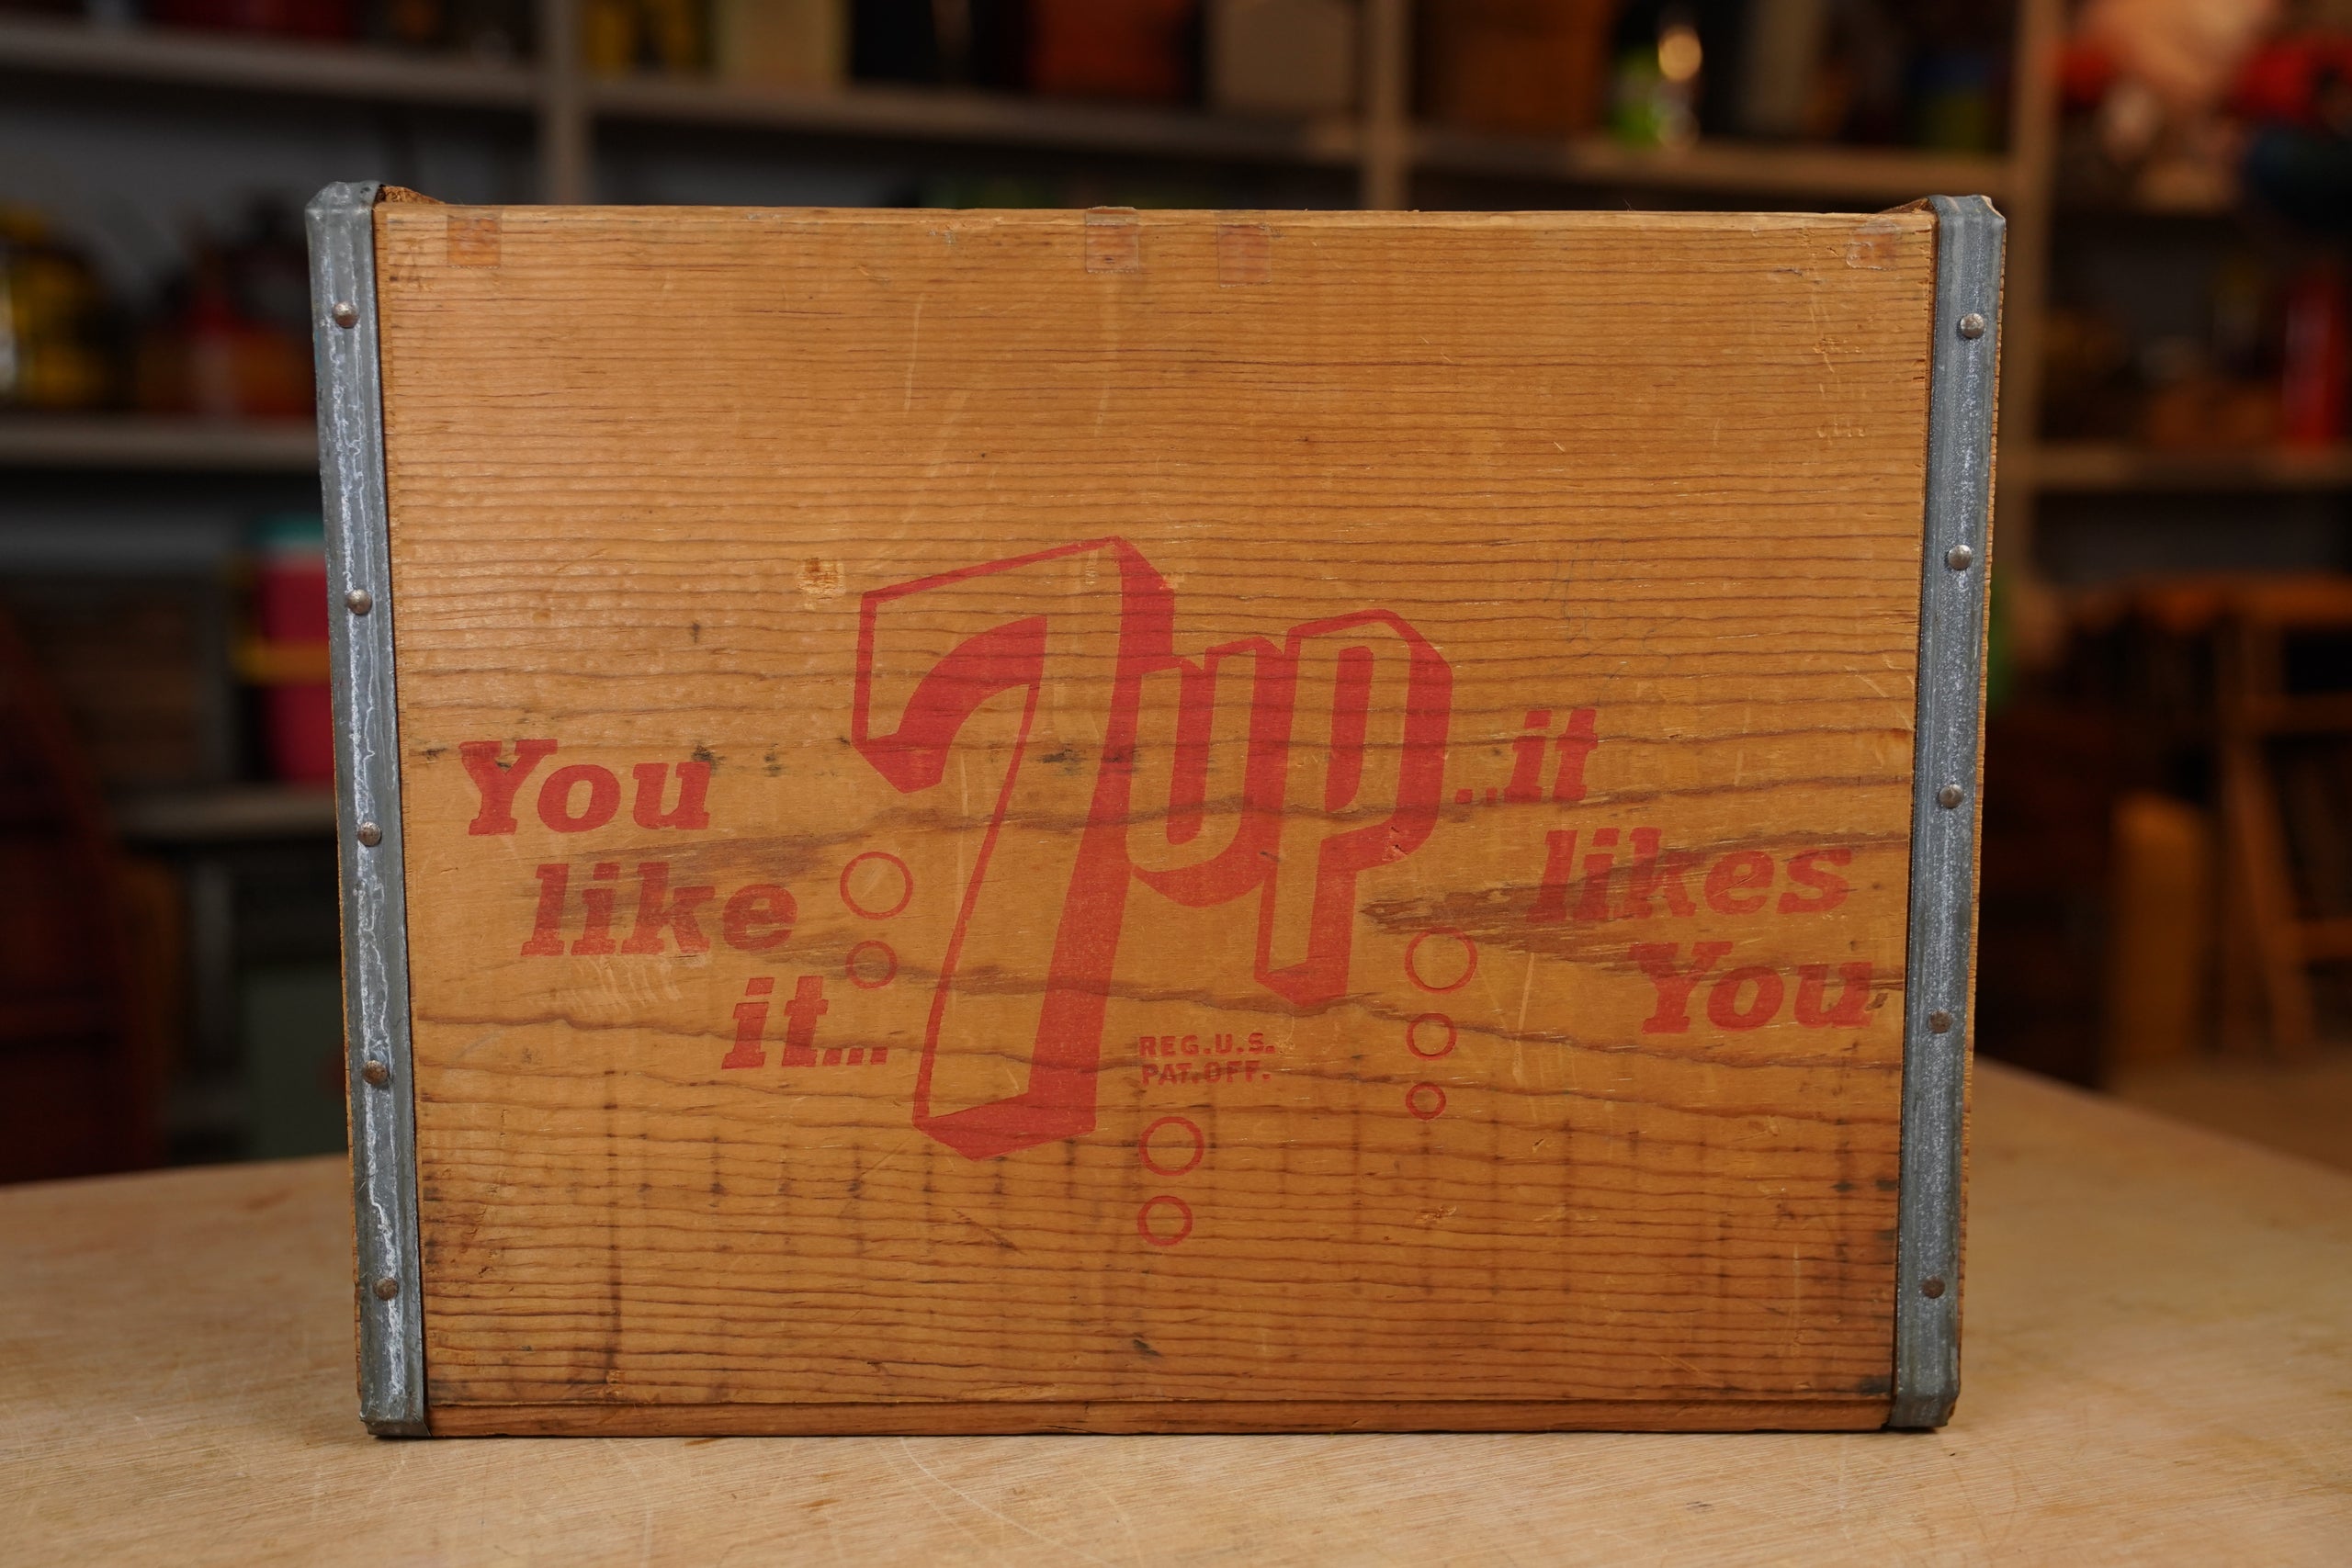 You
like
it...
7up
..it
likes
You
REG.U.S.
PAT.OFF.